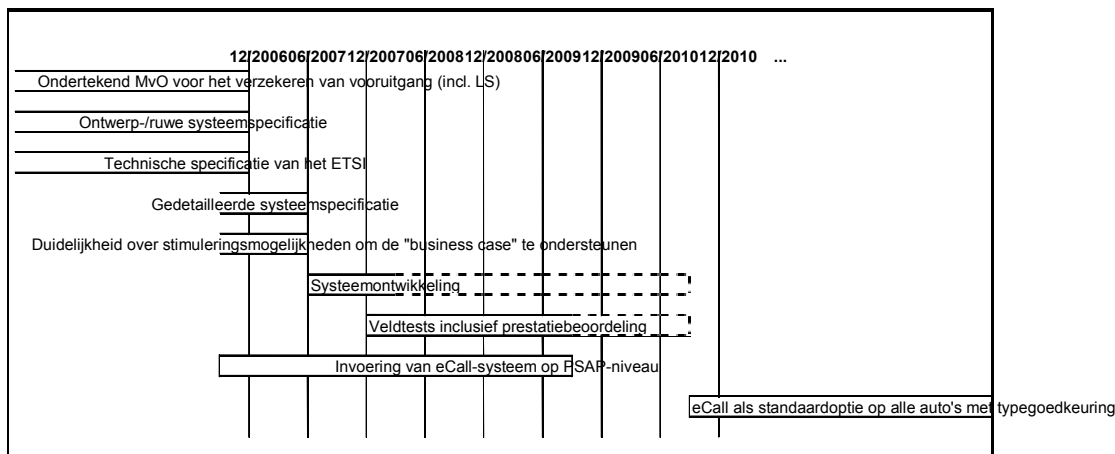 12/2006 06/2007 12/2007 06/2008 12/2008 06/2009 12/2009 06/2010 12/2010 ...
Ondertekend MvO voor het verzekeren van vooruitgang (incl. LS)
Ontwerp-/ruwe systeemspecificatie
Technische specificatie van het ETSI
Gedetailleerde systeemspecificatie
Duidelijkheid over stimuleringsmogelijkheden om de "business case" te ondersteunen
Systeemontwikkeling
Veldtests inclusief prestatiebeoordeling
Invoering van eCall-systeem op PSAP-niveau
eCall als standaardoptie op alle auto's met typegoedkeuring